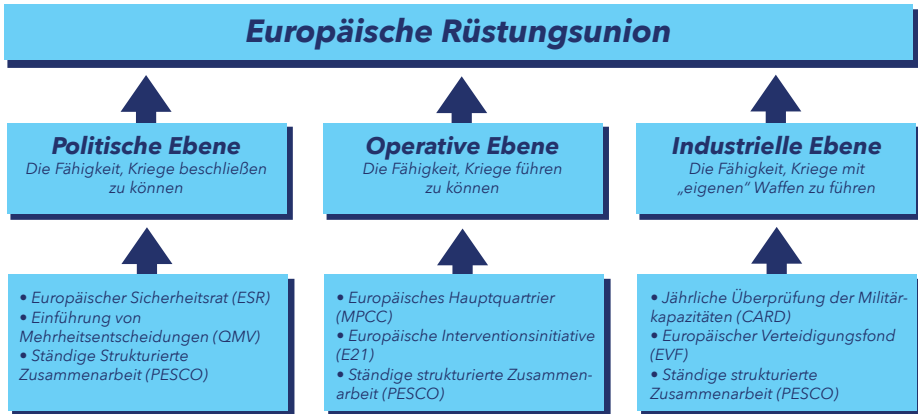 Europäische Rüstungsunion
Politische Ebene
Die Fähigkeit, Kriege beschließen
zu können
Operative Ebene
Die Fähigkeit, Kriege führen
zu können
Industrielle Ebene
Die Fähigkeit, Kriege mit
„eigenen“ Waffen zu führen
• Europäischer Sicherheitsrat (ESR)
• Einführung von
Mehrheitsentscheidungen (QMV)
• Ständige Strukturierte
Zusammenarbeit (PESCO)
• Europäisches Hauptquartier
(MPCC)
• Europäische Interventionsinitiative
(E21)
• Ständige strukturierte Zusammen-
arbeit (PESCO)
• Jährliche Überprüfung der Militär-
kapazitäten (CARD)
• Europäischer Verteidigungsfond
(EVF)
• Ständige strukturierte
Zusammenarbeit (PESCO)